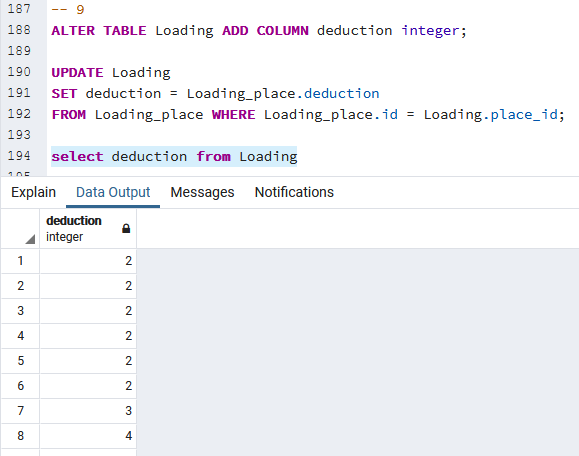 187 -- 9
188 ALTER TABLE Loading ADD COLUMN deduction integer;
189
190 UPDATE Loading
191 SET deduction = Loading_place.deduction
192 FROM Loading_place WHERE Loading_place.id = Loading.place_id;
193
194 select deduction from Loading
195
Explain Data Output Messages Notifications
deduction
integer
1 2
2 2
3 2
4 2
5 2
6 2
7 3
8 4